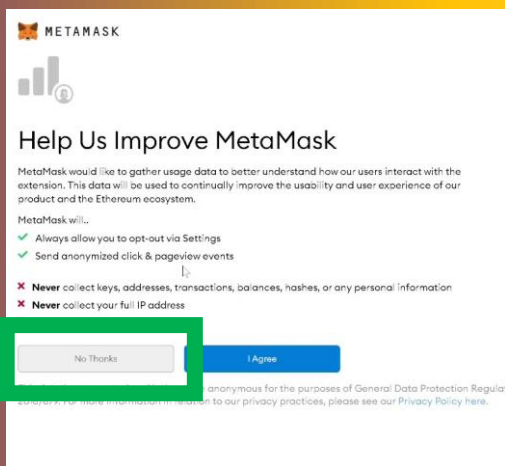 METAMASK
Help Us Improve MetaMask
MetaMask would like to gather usage data to better understand how our users interact with the
extension. This data will be used to continually improve the usability and user experience of our
product and the Ethereum ecosystem.
MetaMask will..
Always allow you to opt-out via Settings
Send anonymized click & pageview events
Never collect keys, addresses, transactions, balances, hashes, or any personal information
Never collect your full IP address
No Thanks
I Agree
anonymous for the purposes of General Data Protection Regula
2016/679. For more information in relation to our privacy practices, please see our Privacy Policy here.